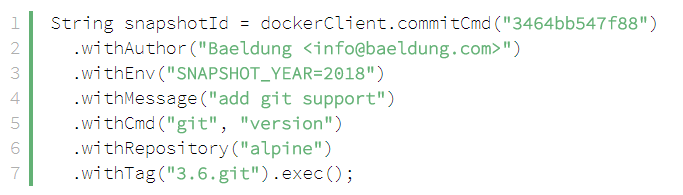 1 String snapshotId = dockerClient.commitCmd("3464bb547f88")
2 .withAuthor("Baeldung <info@baeldung.com>")
3 .withEnv("SNAPSHOT_YEAR=2018")
4 .withMessage("add git support")
5 .withCmd("git", "version")
6 .withRepository("alpine")
7 .withTag("3.6.git").exec();